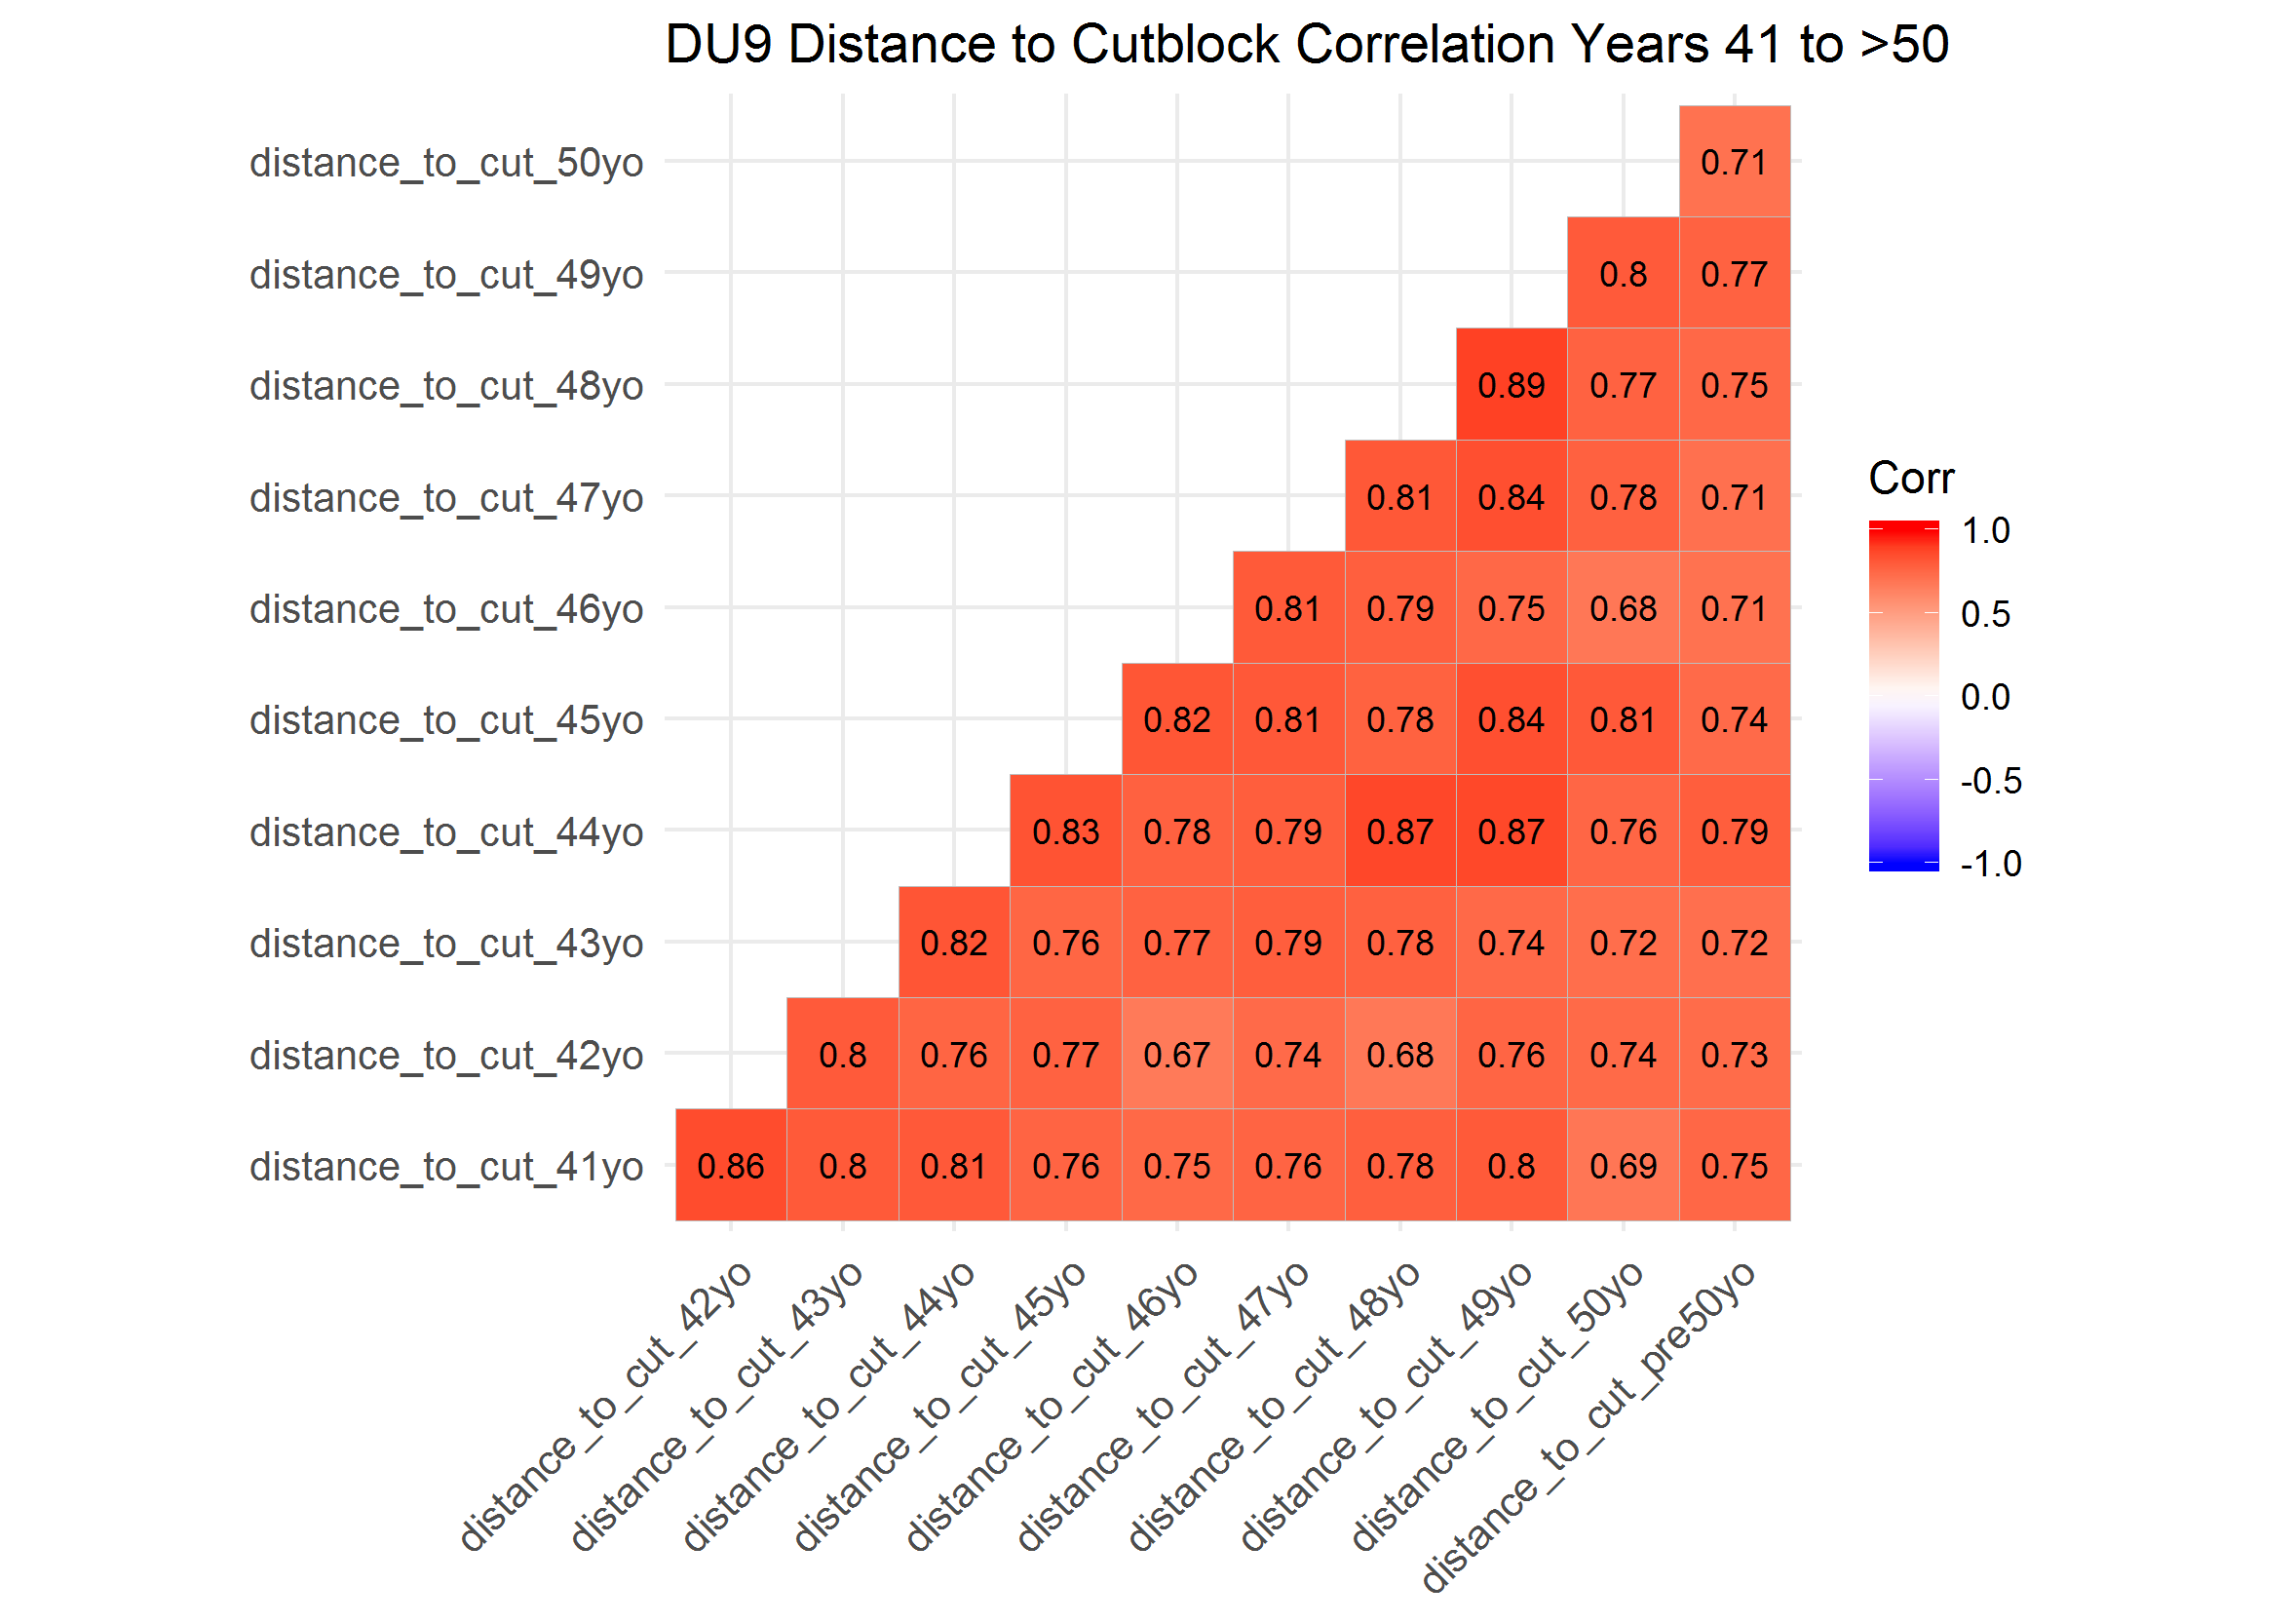 DU9 Distance to Cutblock Correlation Years 41 to >50
distance_to_cut_50yo 0.71
distance_to_cut_49yo 0.8 0.77
distance_to_cut_48yo 0.89 0.77 0.75
distance_to_cut_47yo 0.81 0.84 0.78 0.71
distance_to_cut_46yo 0.81 0.79 0.75 0.68 0.71
distance_to_cut_45yo 0.82 0.81 0.78 0.84 0.81 0.74
distance_to_cut_44yo 0.83 0.78 0.79 0.87 0.87 0.76 0.79
distance_to_cut_43yo 0.82 0.76 0.77 0.79 0.78 0.74 0.72 0.72
distance_to_cut_42yo 0.8 0.76 0.77 0.67 0.74 0.68 0.76 0.74 0.73
distance_to_cut_41yo 0.86 0.8 0.81 0.76 0.75 0.76 0.78 0.8 0.69 0.75
distance_to_cut_42yo
distance_to_cut_43yo
distance_to_cut_44yo
distance_to_cut_45yo
distance_to_cut_46yo
distance_to_cut_47yo
distance_to_cut_48yo
distance_to_cut_49yo
distance_to_cut_50yo
distance_to_cut_pre50yo
Corr
1.0
0.5
0.0
-0.5
-1.0